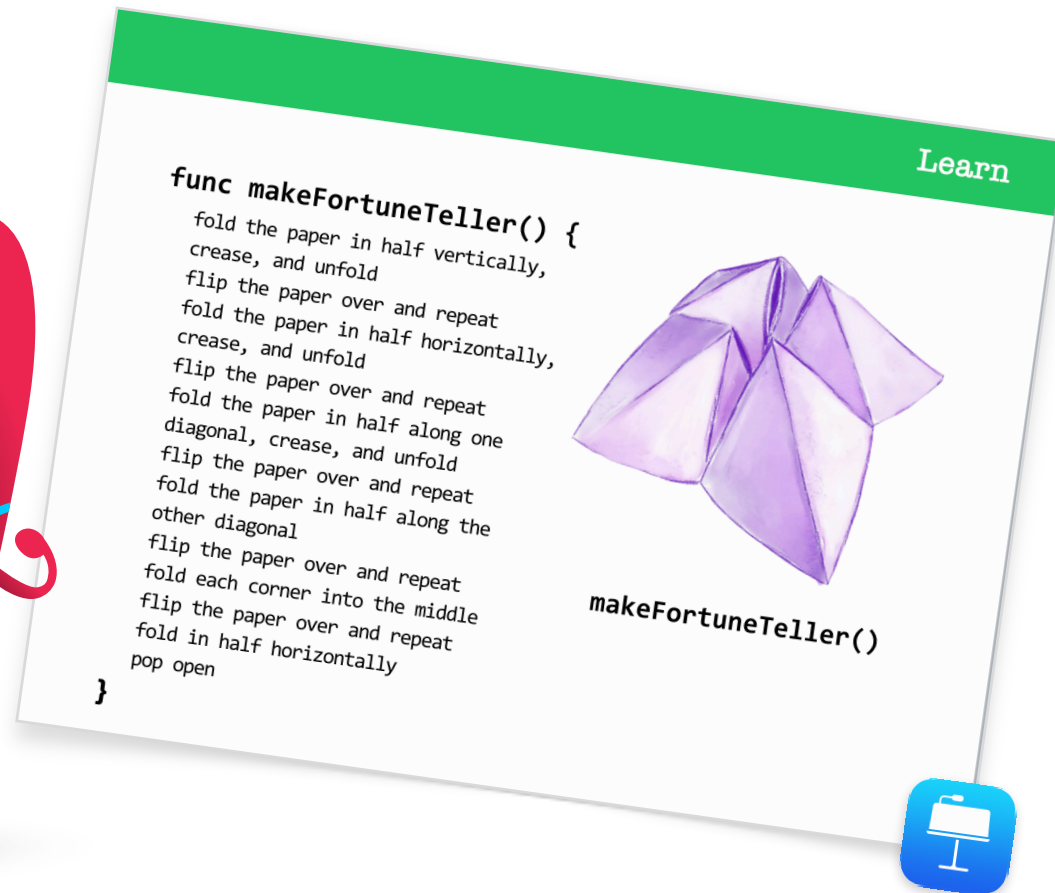 Learn
func makeFortuneTeller() {
fold the paper in half vertically,
crease, and unfold
flip the paper over and repeat
fold the paper in half horizontally,
crease, and unfold
flip the paper over and repeat
fold the paper in half along one
diagonal, crease, and unfold
flip the paper over and repeat
fold the paper in half along the
other diagonal
flip the paper over and repeat
fold each corner into the middle
flip the paper over and repeat
fold in half horizontally
pop open
}
makeFortuneTeller()